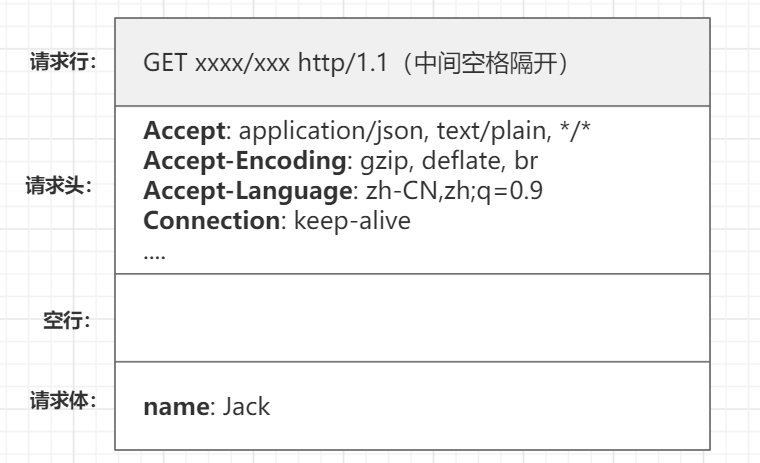 请求行：
GET xxxx/xxx http/1.1（中间空格隔开）
请求头：
Accept: application/json, text/plain, */*
Accept-Encoding: gzip, deflate, br
Accept-Language: zh-CN,zh;q=0.9
Connection: keep-alive
....
空行：
请求体：
name: Jack